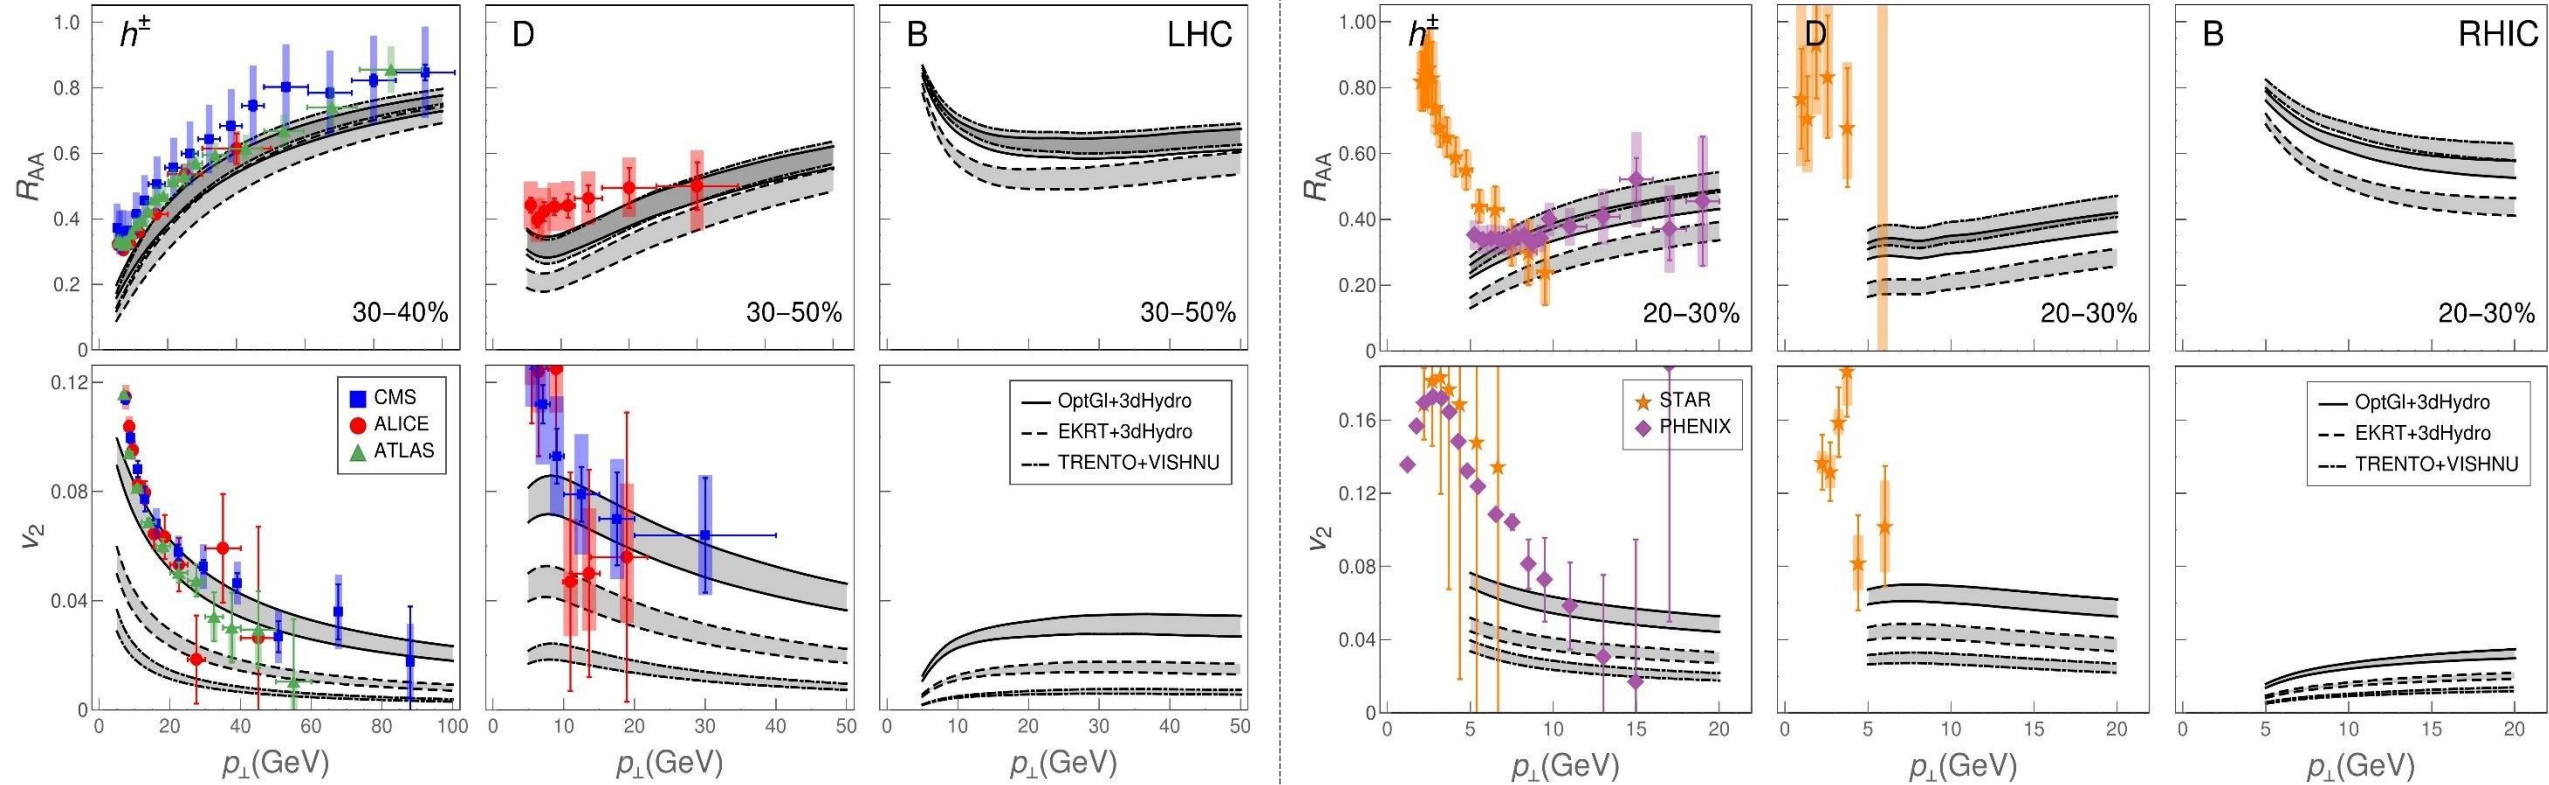 h±
D
B
LHC
h±
D
B
RHIC
R_AA
1.0
0.8
0.6
0.4
0.2
0
30−40%
30−50%
30−50%
R_AA
1.00
0.80
0.60
0.40
0.20
0
20−30%
20−30%
20−30%
v₂
0.12
0.08
0.04
0
CMS
ALICE
ATLAS
OptGl+3dHydro
EKRT+3dHydro
TRENTO+VISHNU
v₂
0.16
0.12
0.08
0.04
0
STAR
PHENIX
OptGl+3dHydro
EKRT+3dHydro
TRENTO+VISHNU
0 20 40 60 80 100
0 10 20 30 40 50
0 10 20 30 40 50
0 5 10 15 20
0 5 10 15 20
0 5 10 15 20
p⊥(GeV)
p⊥(GeV)
p⊥(GeV)
p⊥(GeV)
p⊥(GeV)
p⊥(GeV)